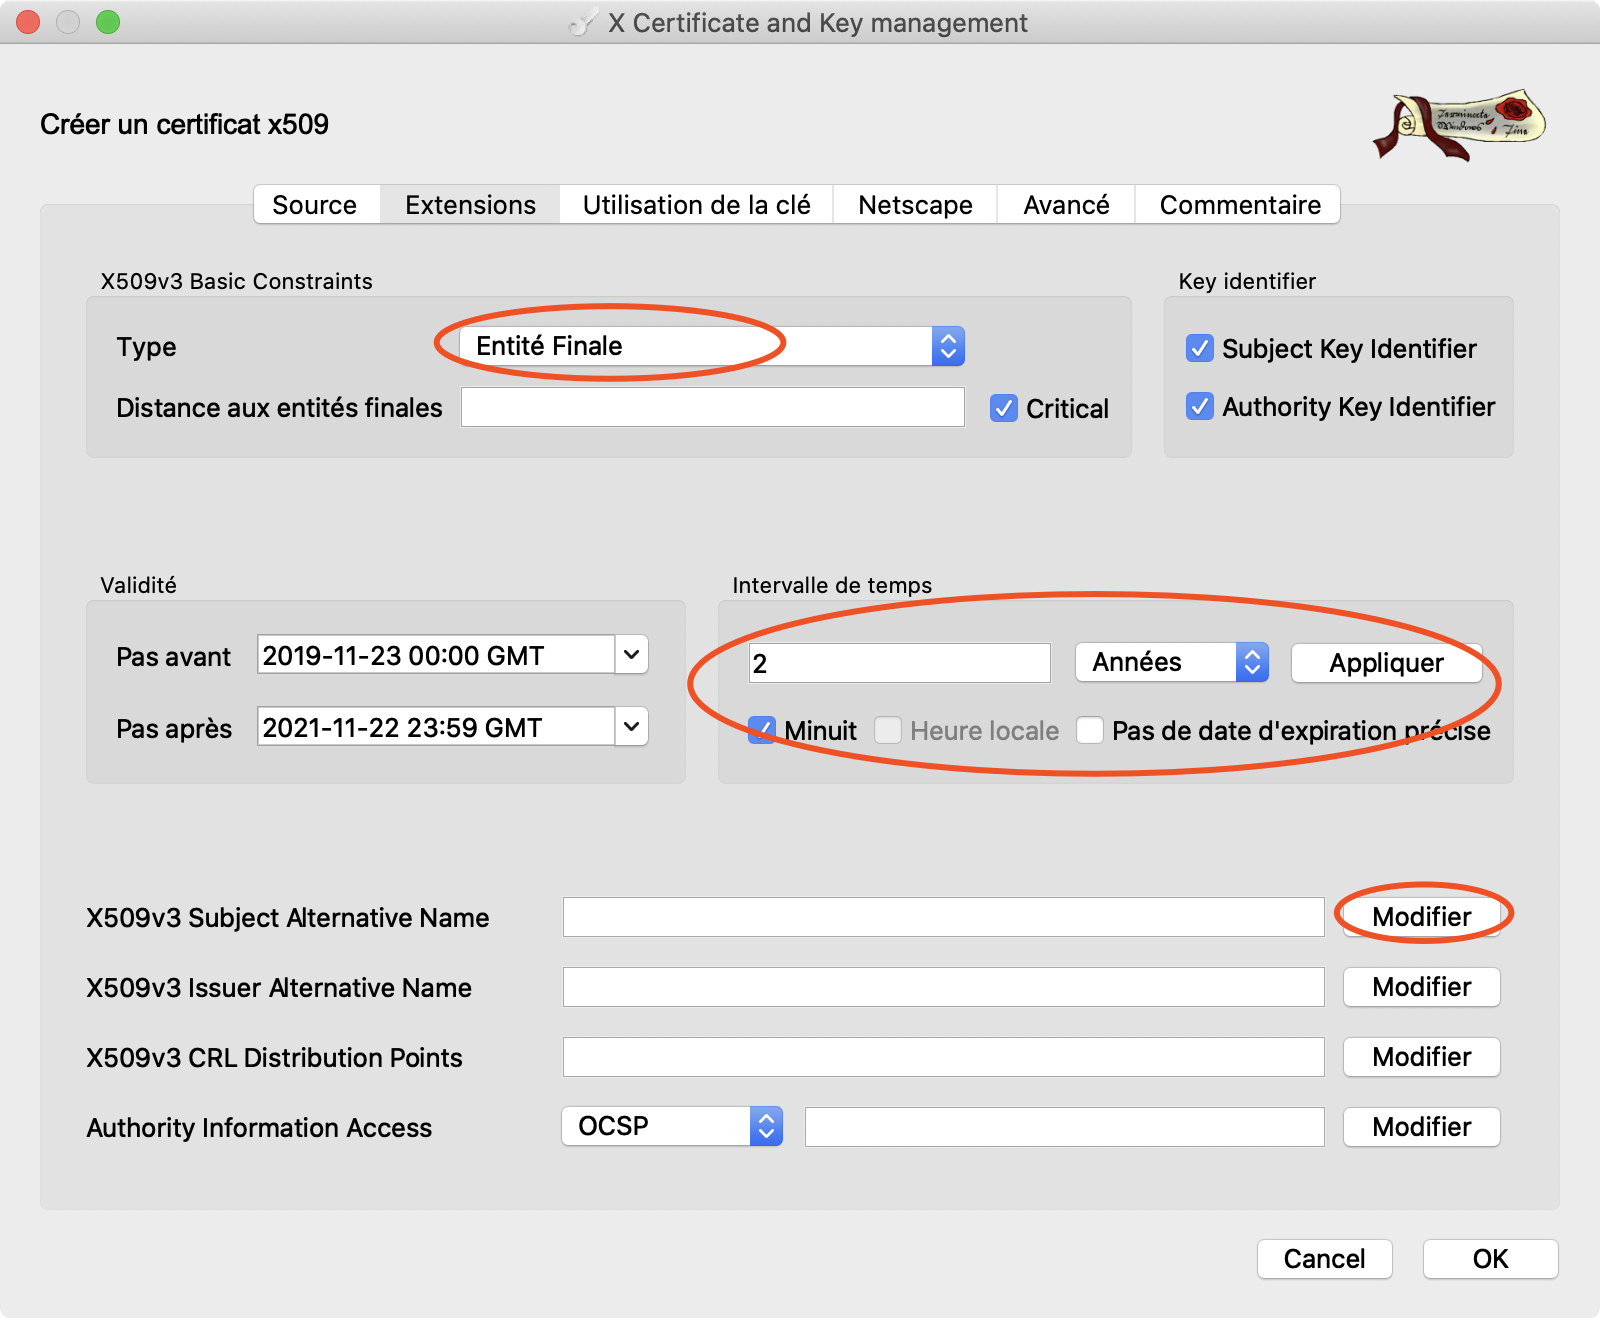 X Certificate and Key management
Créer un certificat x509
Source Extensions Utilisation de la clé Netscape Avancé Commentaire
X509v3 Basic Constraints
Key identifier
Type Entité Finale
Subject Key Identifier
Distance aux entités finales Critical
Authority Key Identifier
Validité
Intervalle de temps
Pas avant 2019-11-23 00:00 GMT
2 Années Appliquer
Pas après 2021-11-22 23:59 GMT
Minuit Heure locale Pas de date d'expiration précise
X509v3 Subject Alternative Name Modifier
X509v3 Issuer Alternative Name Modifier
X509v3 CRL Distribution Points Modifier
Authority Information Access OCSP Modifier
Cancel OK